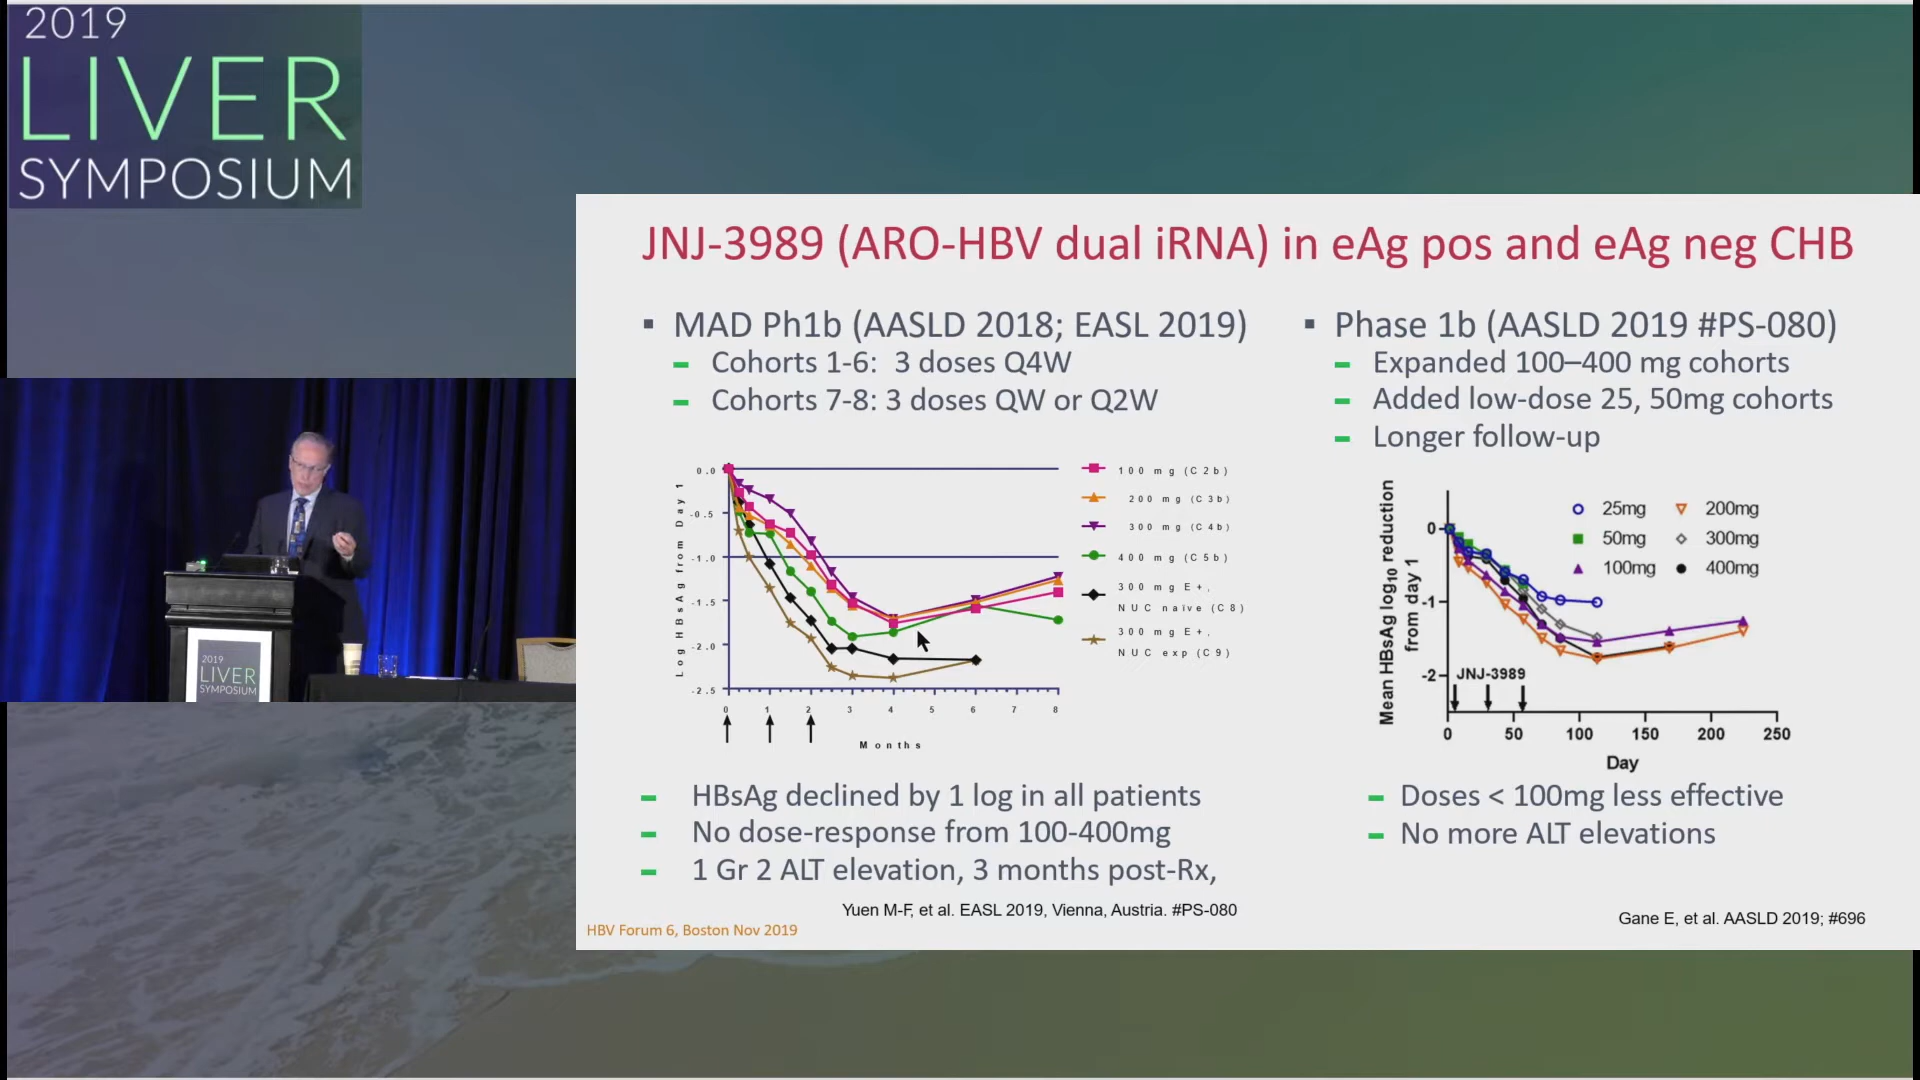 2019
LIVER
SYMPOSIUM
JNJ-3989 (ARO-HBV dual iRNA) in eAg pos and eAg neg CHB
▪ MAD Ph1b (AASLD 2018; EASL 2019)
– Cohorts 1-6: 3 doses Q4W
– Cohorts 7-8: 3 doses QW or Q2W
Log HBsAg from Day 1
0.0
-0.5
-1.0
-1.5
-2.0
-2.5
0 1 2 3 4 5 6 7 8
Months
100 mg (C2b)
200 mg (C3b)
300 mg (C4b)
400 mg (C5b)
300 mg E+,
NUC naïve (C8)
300 mg E+,
NUC exp (C9)
– HBsAg declined by 1 log in all patients
– No dose-response from 100-400mg
– 1 Gr 2 ALT elevation, 3 months post-Rx,
Yuen M-F, et al. EASL 2019, Vienna, Austria. #PS-080
HBV Forum 6, Boston Nov 2019
▪ Phase 1b (AASLD 2019 #PS-080)
– Expanded 100–400 mg cohorts
– Added low-dose 25, 50mg cohorts
– Longer follow-up
Mean HBsAg log10 reduction
from day 1
0
-1
-2
25mg 200mg
50mg 300mg
100mg 400mg
JNJ-3989
0 50 100 150 200 250
Day
– Doses < 100mg less effective
– No more ALT elevations
Gane E, et al. AASLD 2019; #696
2019
LIVER
SYMPOSIUM